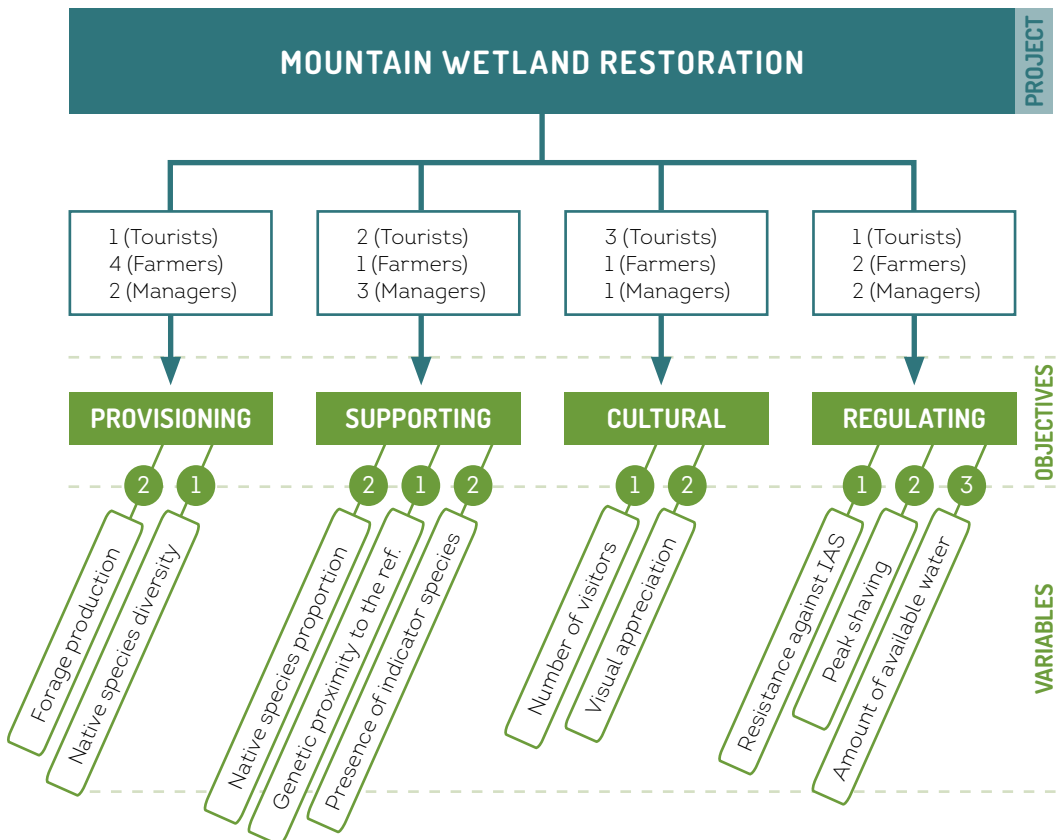 MOUNTAIN WETLAND RESTORATION
PROJECT
1 (Tourists)
4 (Farmers)
2 (Managers)
2 (Tourists)
1 (Farmers)
3 (Managers)
3 (Tourists)
1 (Farmers)
1 (Managers)
1 (Tourists)
2 (Farmers)
2 (Managers)
PROVISIONING
SUPPORTING
CULTURAL
REGULATING
OBJECTIVES
2
1
2
1
2
1
2
1
2
3
Forage production
Native species diversity
Native species proportion
Genetic proximity to the ref.
Presence of indicator species
Number of visitors
Visual appreciation
Resistance against IAS
Peak shaving
Amount of available water
VARIABLES